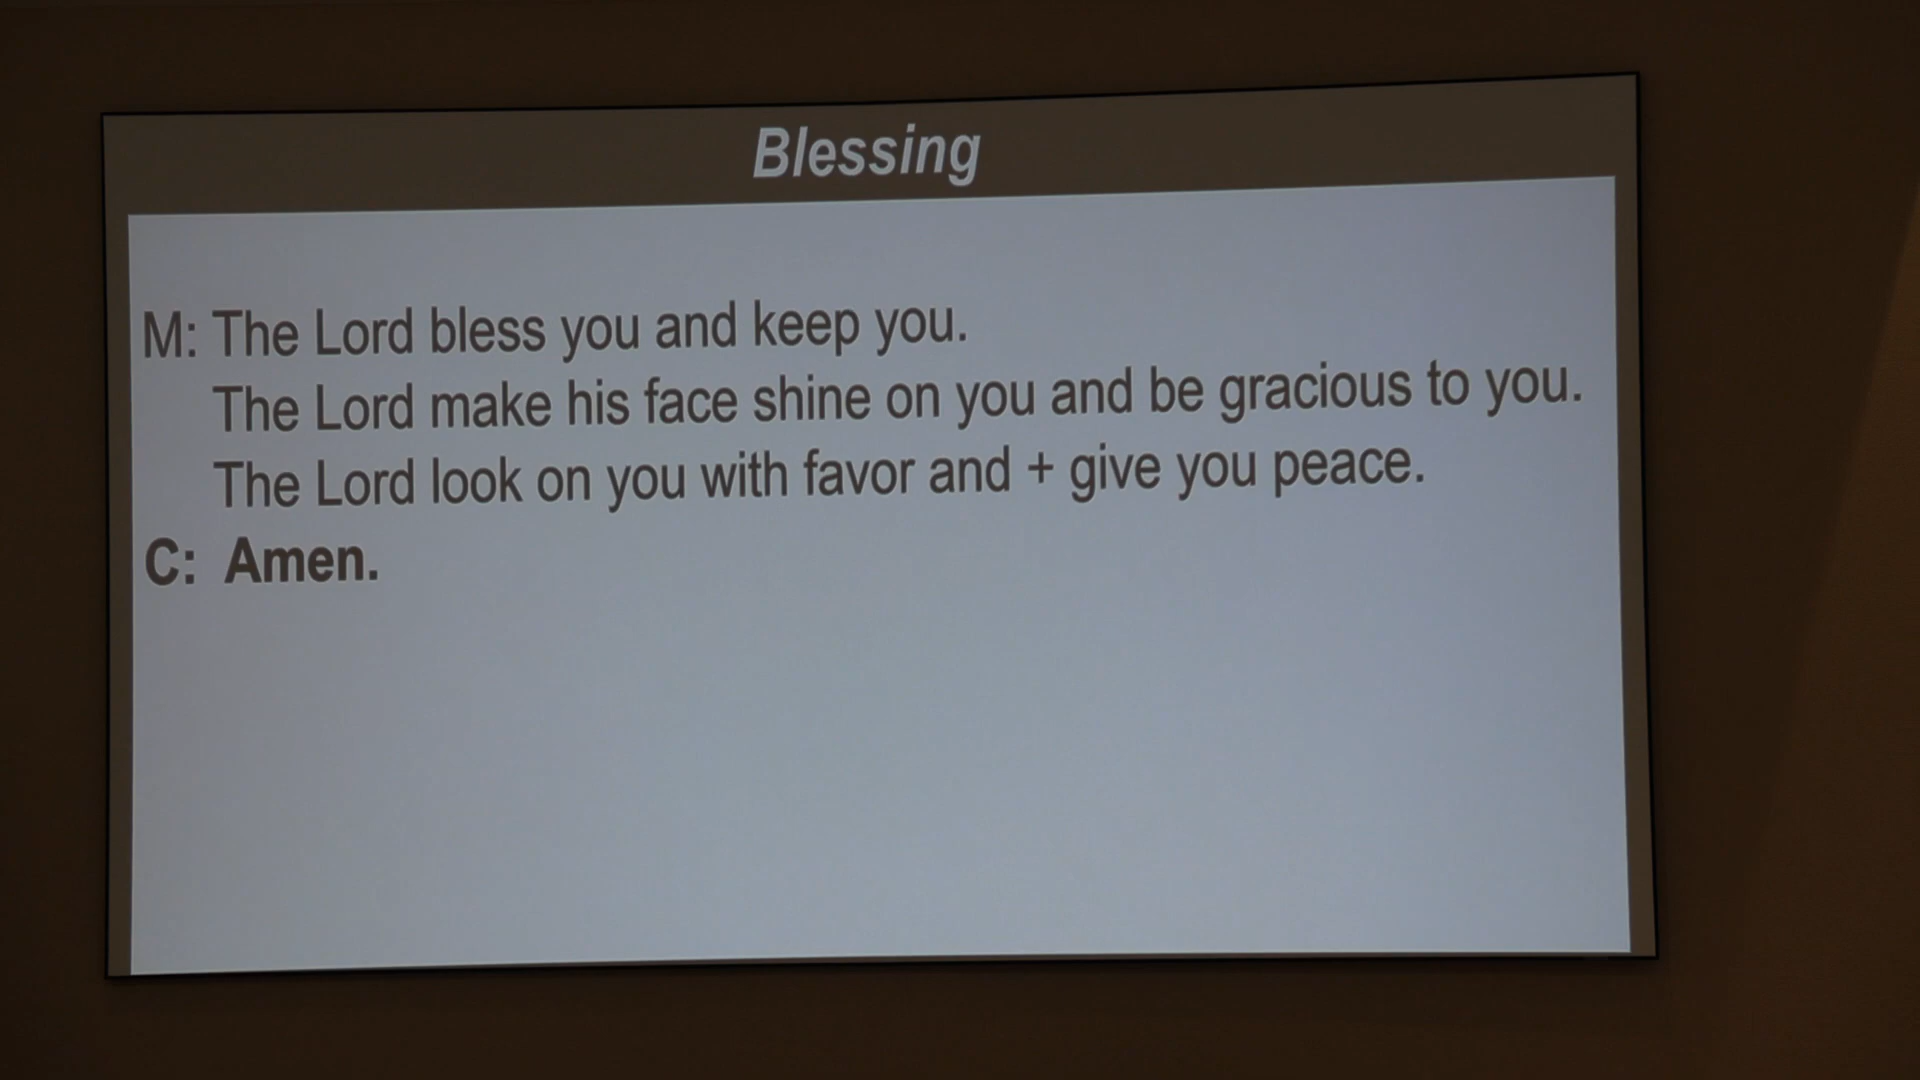 Blessing
M: The Lord bless you and keep you.
The Lord make his face shine on you and be gracious to you.
The Lord look on you with favor and + give you peace.
C: Amen.